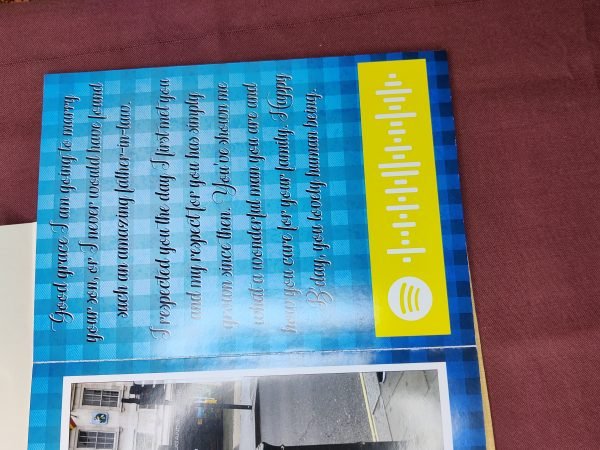 Good grace I am going to marry
your son, or I never would have found
such an amazing father-in-law.
I respected you the day I first met you
and my respect for you has simply
grown since then. You've shown me
what a wonderful man you are and
how you care for your family. Happy
B'day, you lovely human being.